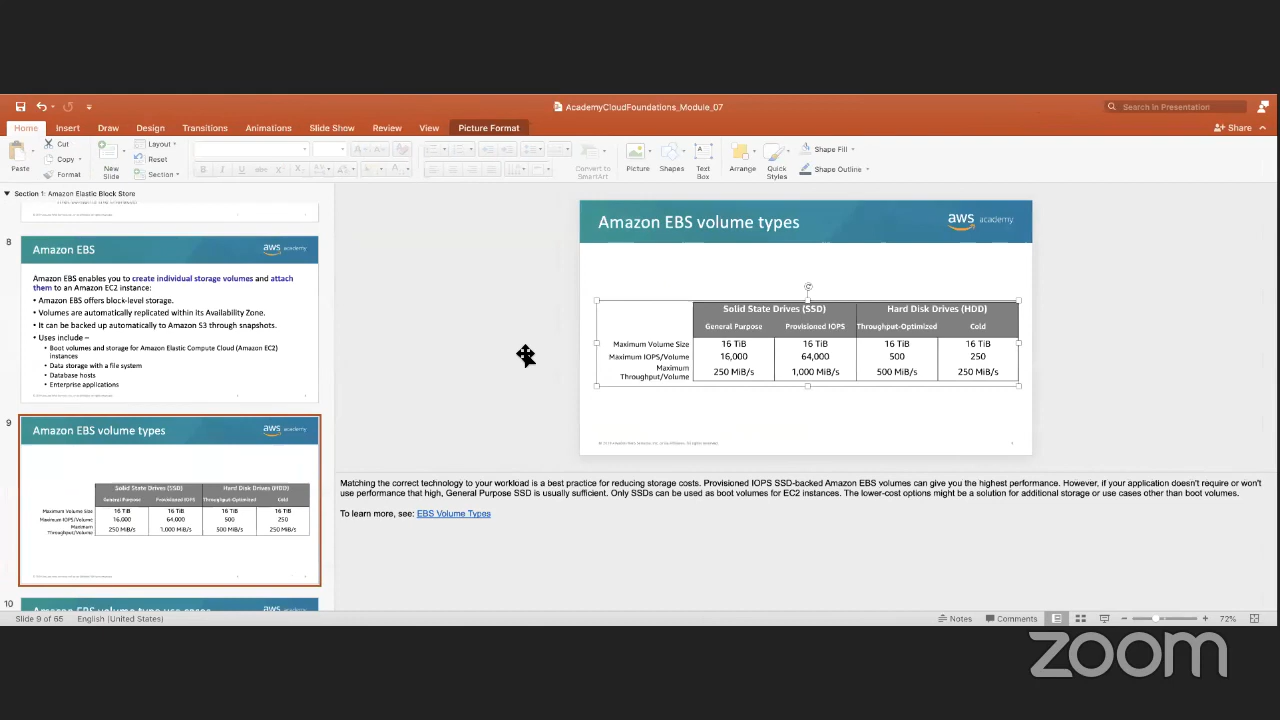 AcademyCloudFoundations_Module_07
Search in Presentation
Home Insert Draw Design Transitions Animations Slide Show Review View Picture Format
Share
Paste
Cut
Copy
Format
New Slide
Layout
Reset
Section
Convert to SmartArt
Picture
Shapes
Text Box
Arrange
Quick Styles
Shape Fill
Shape Outline
Section 1: Amazon Elastic Block Store
8
Amazon EBS
aws academy
Amazon EBS enables you to create individual storage volumes and attach
them to an Amazon EC2 instance:
• Amazon EBS offers block-level storage.
• Volumes are automatically replicated within its Availability Zone.
• It can be backed up automatically to Amazon S3 through snapshots.
• Uses include –
• Boot volumes and storage for Amazon Elastic Compute Cloud (Amazon EC2)
instances
• Data storage with a file system
• Database hosts
• Enterprise applications
9
Amazon EBS volume types
aws academy
Solid State Drives (SSD) Hard Disk Drives (HDD)
General Purpose Provisioned IOPS Throughput-Optimized Cold
Maximum Volume Size 16 TiB 16 TiB 16 TiB 16 TiB
Maximum IOPS/Volume 16,000 64,000 500 250
Maximum
Throughput/Volume 250 MiB/s 1,000 MiB/s 500 MiB/s 250 MiB/s
10
Amazon EBS volume type use cases
aws
Amazon EBS volume types
aws academy
Solid State Drives (SSD) Hard Disk Drives (HDD)
General Purpose Provisioned IOPS Throughput-Optimized Cold
Maximum Volume Size 16 TiB 16 TiB 16 TiB 16 TiB
Maximum IOPS/Volume 16,000 64,000 500 250
Maximum
Throughput/Volume 250 MiB/s 1,000 MiB/s 500 MiB/s 250 MiB/s
Matching the correct technology to your workload is a best practice for reducing storage costs. Provisioned IOPS SSD-backed Amazon EBS volumes can give you the highest performance. However, if your application doesn't require or won't
use performance that high, General Purpose SSD is usually sufficient. Only SSDs can be used as boot volumes for EC2 instances. The lower-cost options might be a solution for additional storage or use cases other than boot volumes.
To learn more, see: EBS Volume Types
Slide 9 of 65 English (United States)
Notes Comments 72%
zoom